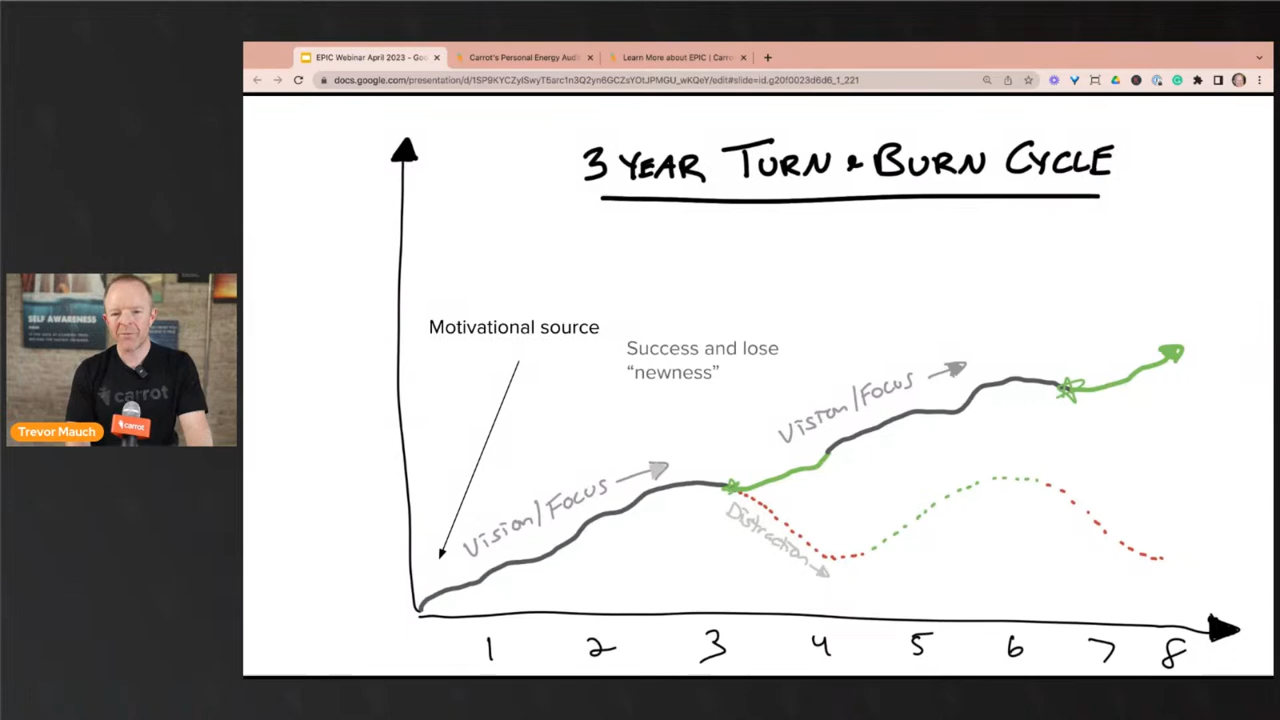 EPIC Webinar April 2023 - Goo
Carrot's Personal Energy Audi
Learn More about EPIC | Carro
docs.google.com/presentation/d/1SP9KYCZyISwyT5arc1n3Q2yn6GCZsYOtJPMGU_wKQeY/edit#slide=id.g20f0023d6d6_1_221
3 YEAR TURN & BURN CYCLE
Motivational source
Success and lose
"newness"
Vision/Focus
Vision/Focus
Distraction
1 2 3 4 5 6 7 8
SELF AWARENESS
carrot
carrot
Trevor Mauch